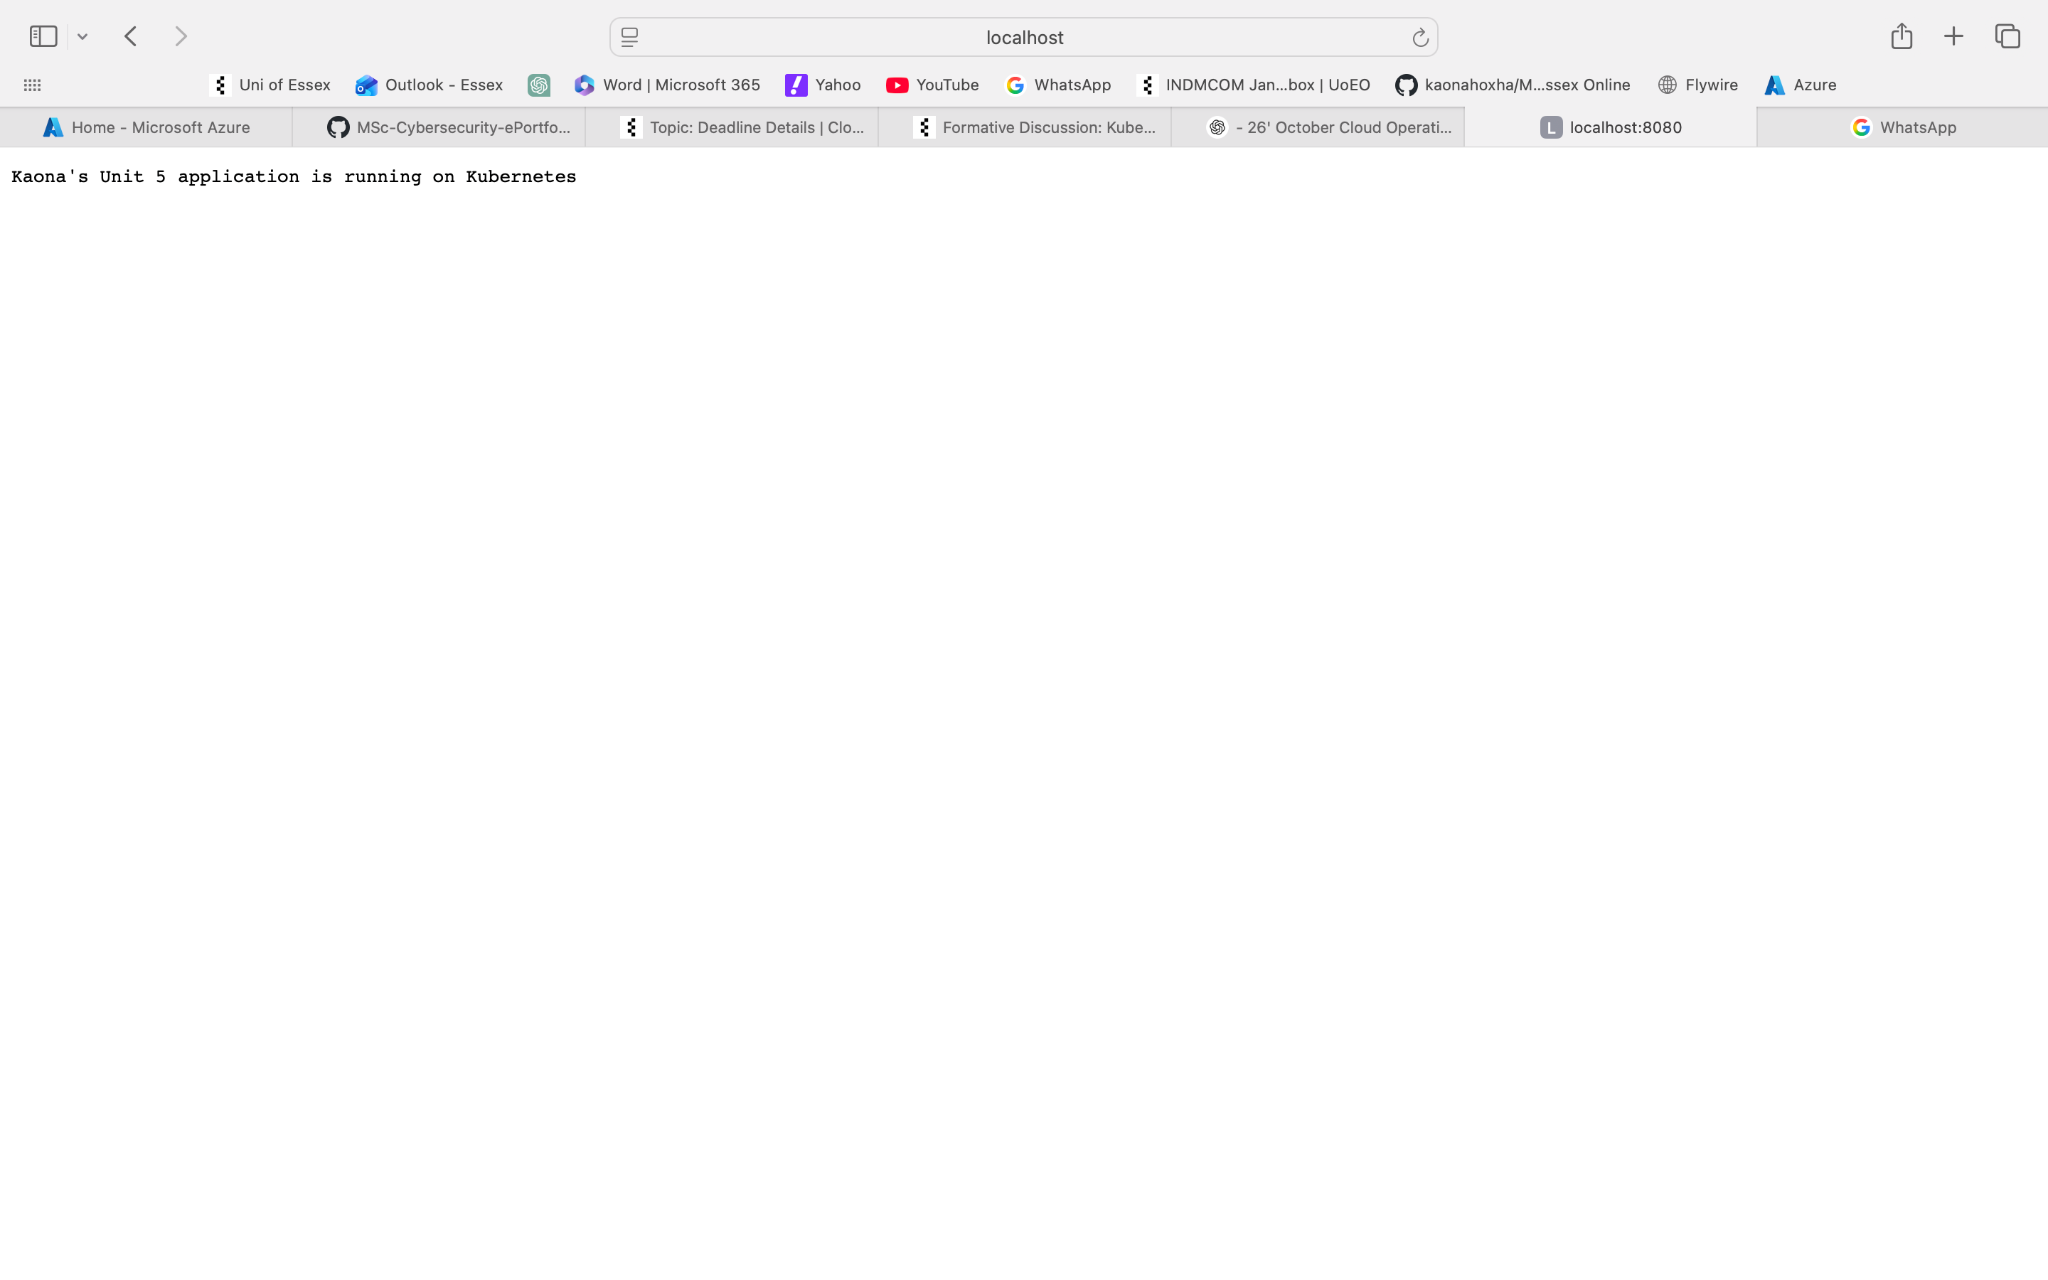 localhost
Uni of Essex
Outlook - Essex
Word | Microsoft 365
Yahoo
YouTube
WhatsApp
INDMCOM Jan...box | UoEO
kaonahoxha/M...ssex Online
Flywire
Azure
Home - Microsoft Azure
MSc-Cybersecurity-ePortfo...
Topic: Deadline Details | Clo...
Formative Discussion: Kube...
- 26' October Cloud Operati...
L localhost:8080
WhatsApp
Kaona's Unit 5 application is running on Kubernetes